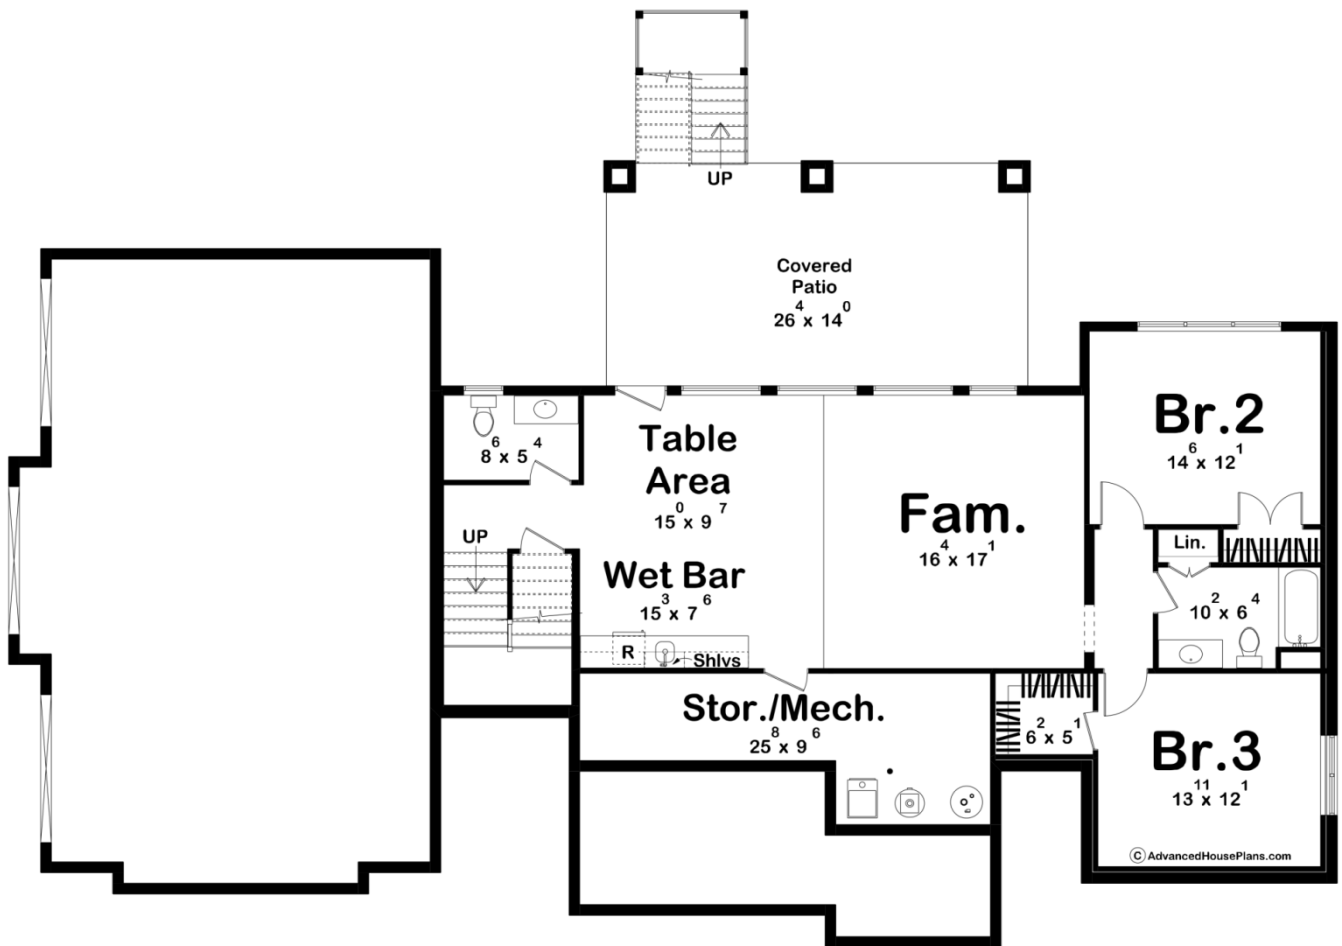 UP
Covered
Patio
26⁴ x 14⁰
8⁶ x 5⁴
Table
Area
15⁰ x 9⁷
Br.2
14⁶ x 12¹
Fam.
16⁴ x 17¹
UP
Lin.
Wet Bar
15³ x 7⁶
10² x 6⁴
R
Shlvs
Stor./Mech.
25⁸ x 9⁶
6² x 5¹
Br.3
13¹¹ x 12¹
© AdvancedHousePlans.com